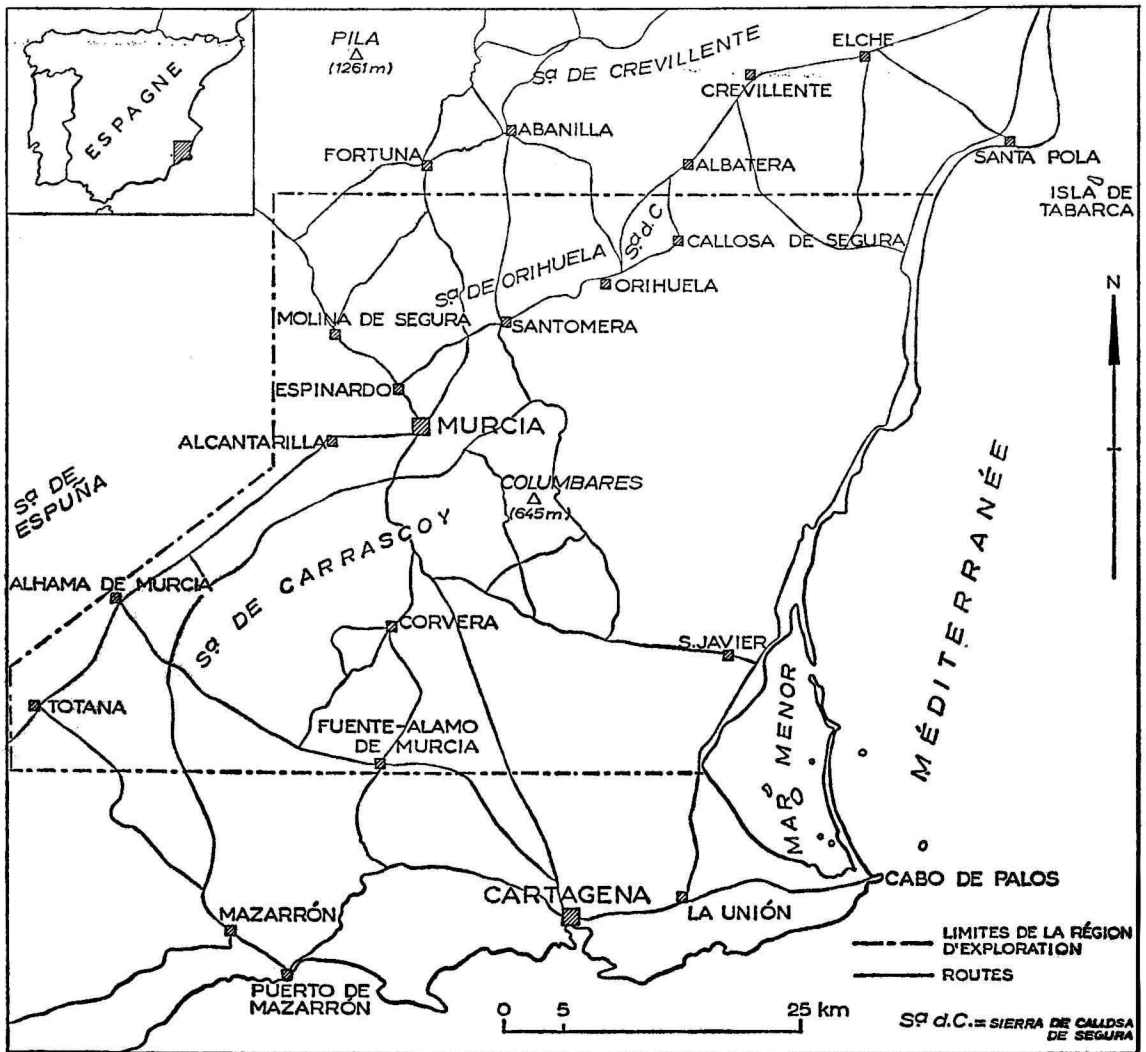 ESPAGNE
PILA
(1261m)
Sª DE CREVILLENTE
ELCHE
CREVILLENTE
ABANILLA
FORTUNA
ALBATERA
SANTA POLA
ISLA DE
TABARCA
Sª d.C
CALLOSA DE SEGURA
Sª DE ORIHUELA
ORIHUELA
N
MOLINA DE SEGURA
SANTOMERA
ESPINARDO
MURCIA
ALCANTARILLA
Sª DE
ESPUÑA
COLUMBARES
(645m)
MÉDITERRANÉE
Sª DE CARRASCOY
ALHAMA DE MURCIA
CORVERA
S.JAVIER
TOTANA
FUENTE-ALAMO
DE MURCIA
MAR MENOR
CABO DE PALOS
CARTAGENA
LA UNIÓN
MAZARRÓN
PUERTO DE
MAZARRÓN
LIMITES DE LA RÉGION
D'EXPLORATION
ROUTES
0 5 25 km
Sª d.C.= SIERRA DE CALLOSA
DE SEGURA